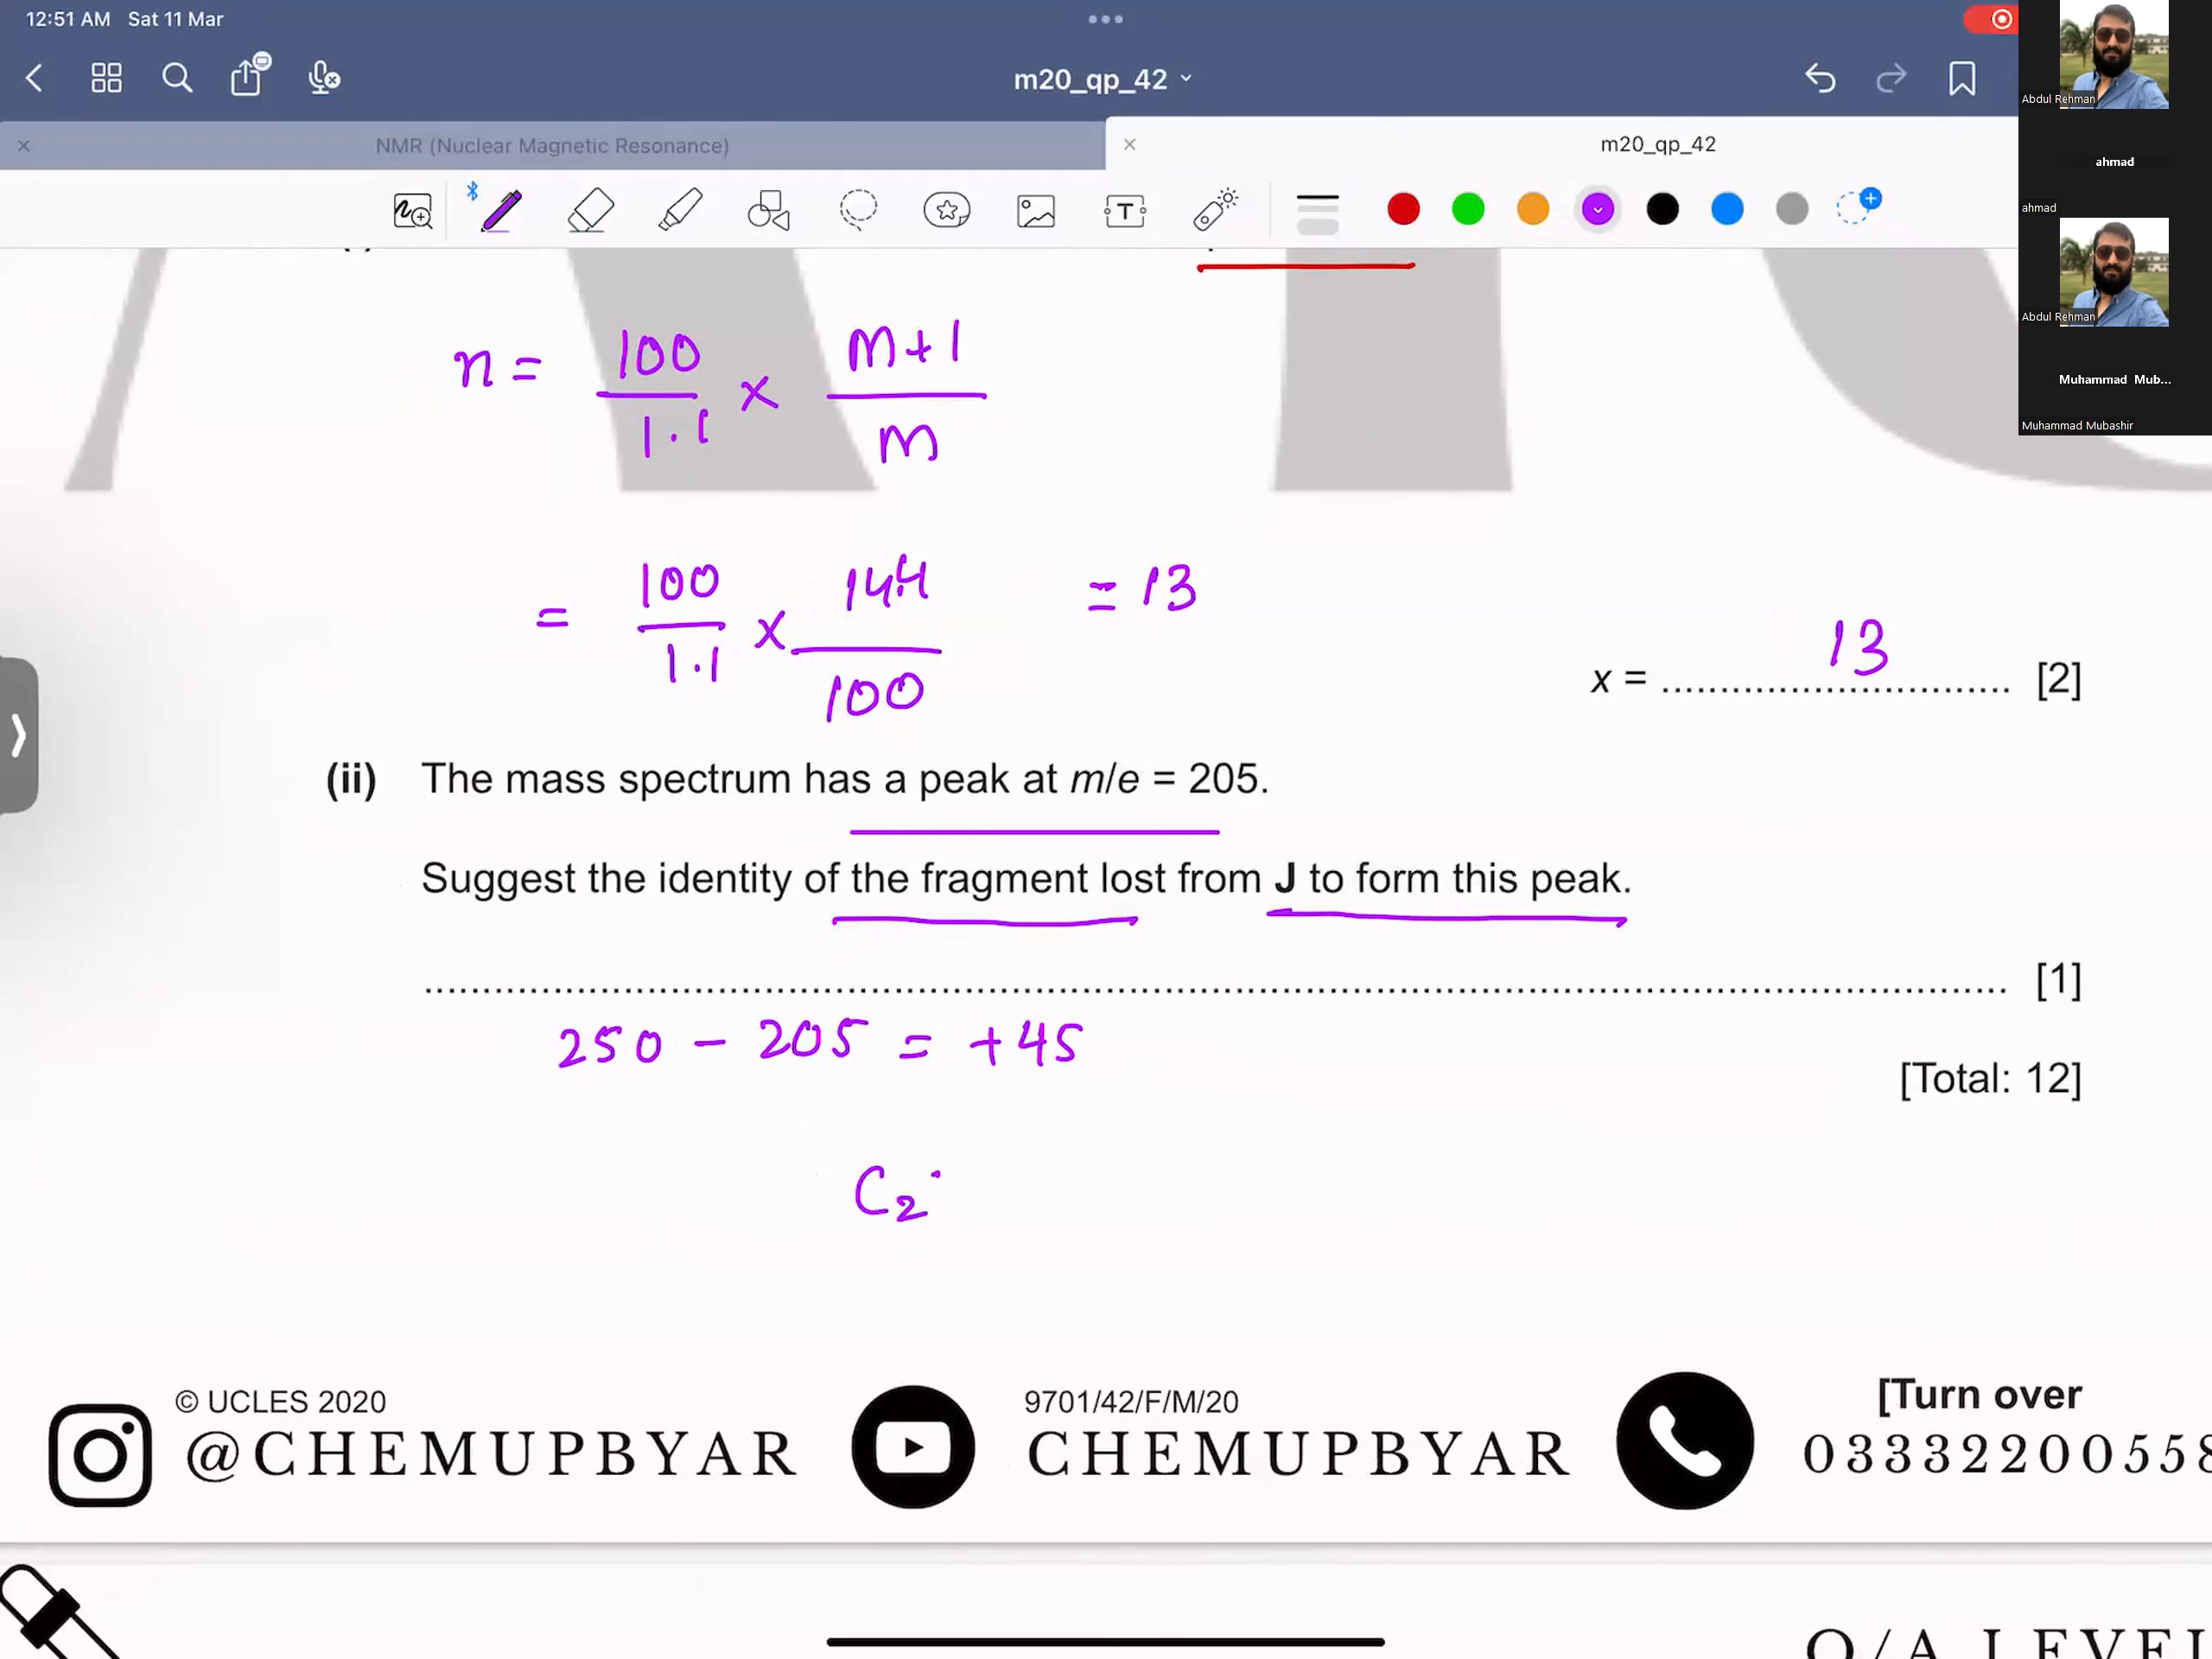 12:51 AM Sat 11 Mar
m20_qp_42
NMR (Nuclear Magnetic Resonance)
m20_qp_42
T
Abdul Rehman
ahmad
ahmad
Abdul Rehman
Muhammad Mub...
Muhammad Mubashir
n = 100/1.1 × m+1/m
= 100/1.1 × 14.4/100 = 13
13
x = .............................. [2]
(ii) The mass spectrum has a peak at m/e = 205.
Suggest the identity of the fragment lost from J to form this peak.
.............................................................................................................................. [1]
250 - 205 = +45
[Total: 12]
C₂
© UCLES 2020
9701/42/F/M/20
[Turn over
@CHEMUPBYAR
CHEMUPBYAR
03332200558
O/A LEVEL